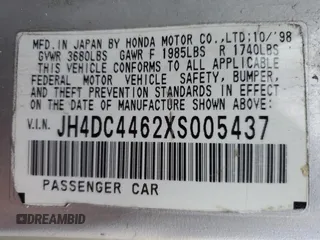 MFD. IN JAPAN BY HONDA MOTOR CO.,LTD:10/'98
GVWR 3680LBS GAWR F 1985LBS R 1740LBS
THIS VEHICLE CONFORMS TO ALL APPLICABLE
FEDERAL MOTOR VEHICLE SAFETY, BUMPER,
AND THEFT PREVENTION STANDARDS IN EFFECT
ON THE DATE OF MANUFACTURE SHOWN ABOVE.
V.I.N. JH4DC4462XS005437
PASSENGER CAR
DREAMBID